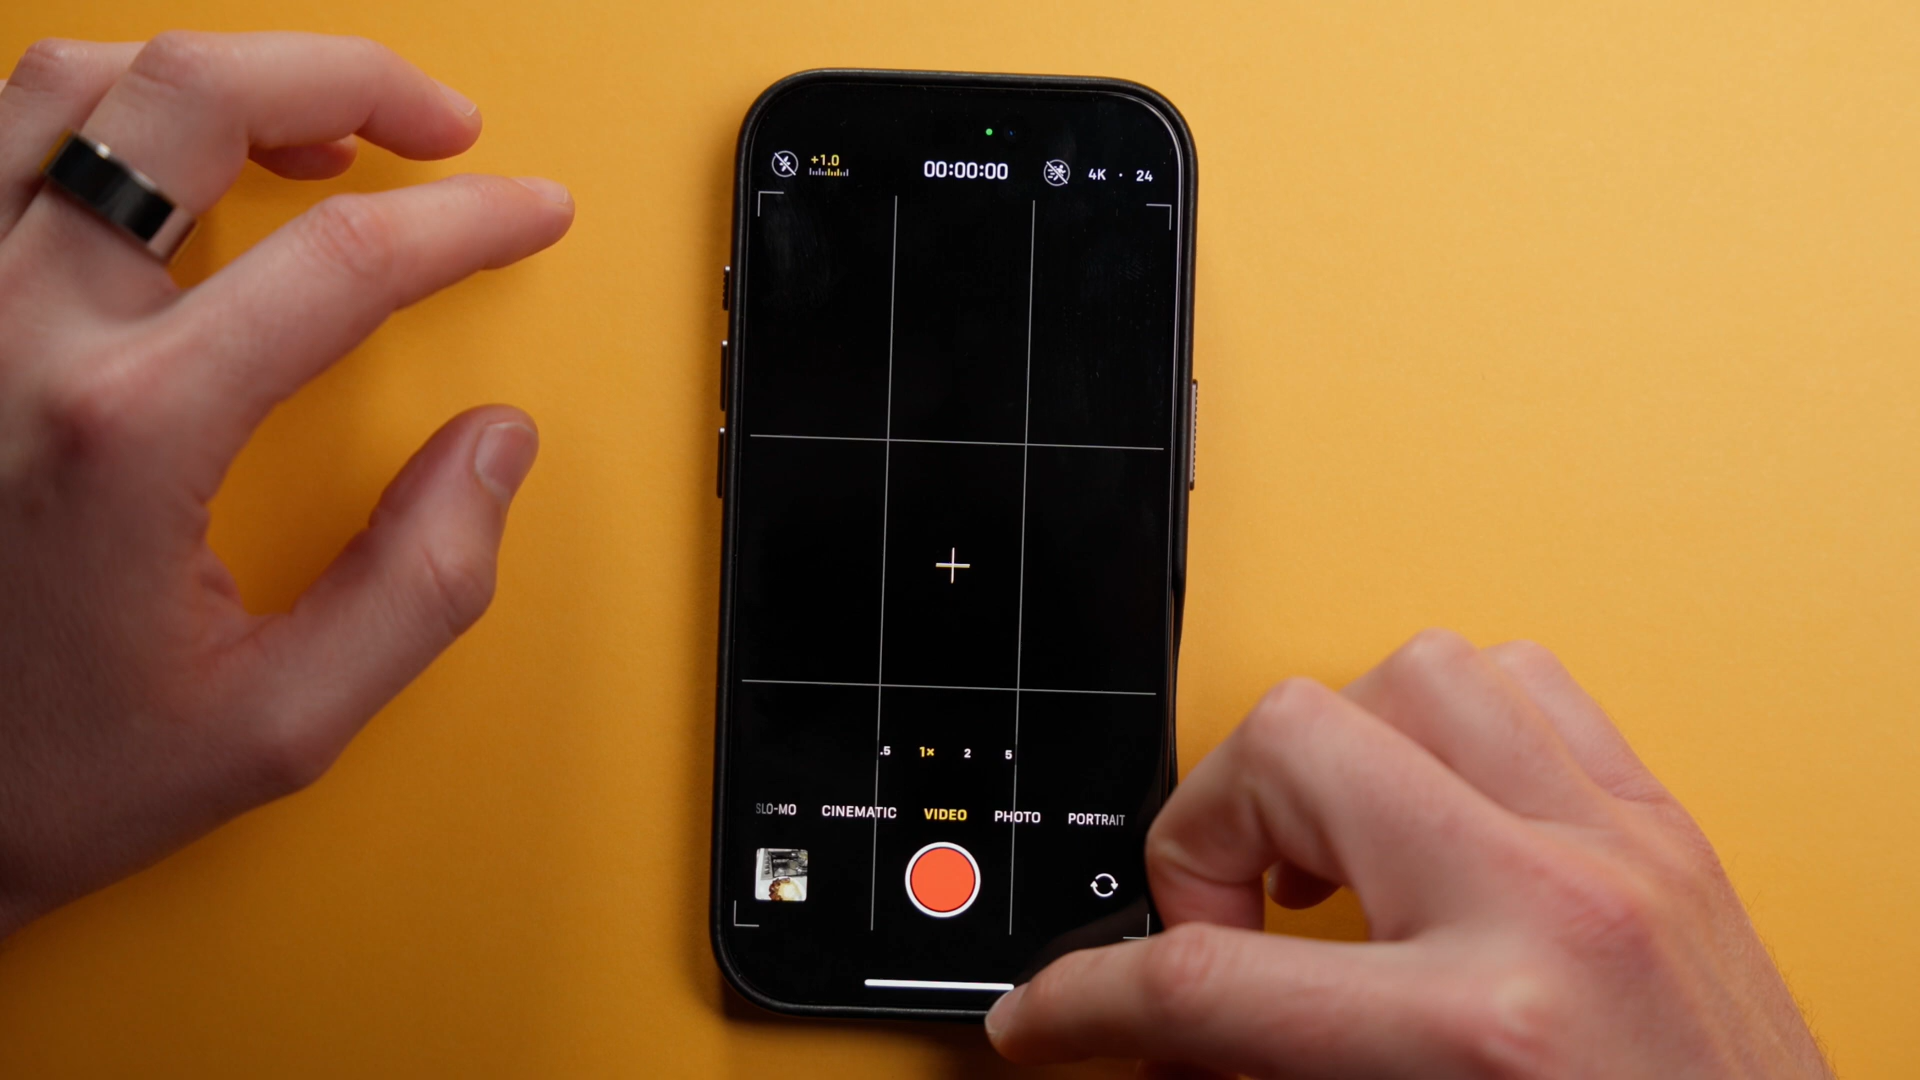 +1.0
00:00:00
4K · 24
.5 1× 2 5
SLO-MO CINEMATIC VIDEO PHOTO PORTRAIT